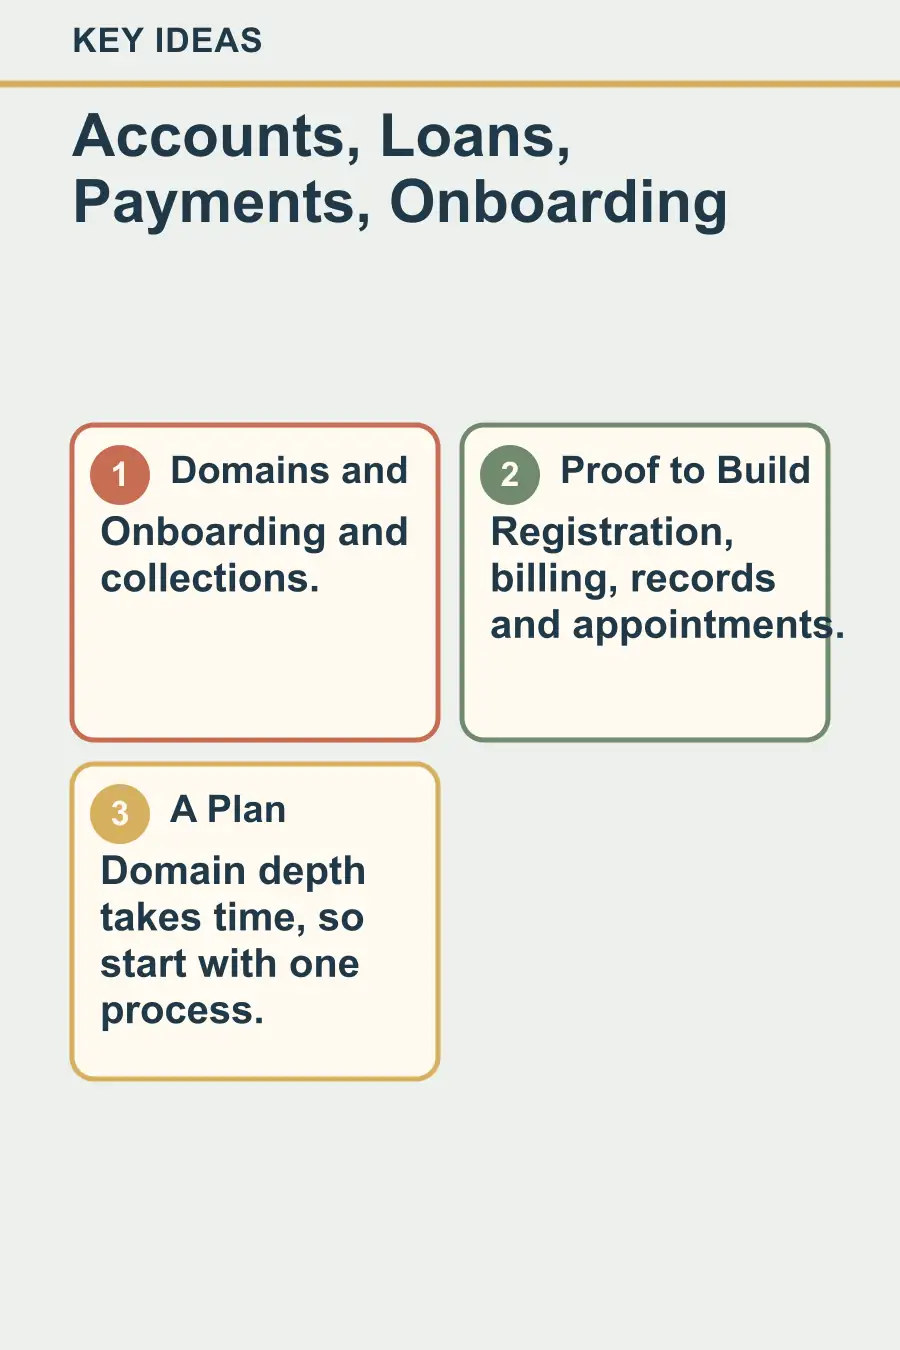 KEY IDEAS
Accounts, Loans,
Payments, Onboarding
1 Domains and
Onboarding and
collections.
2 Proof to Build
Registration,
billing, records
and appointments.
3 A Plan
Domain depth
takes time, so
start with one
process.